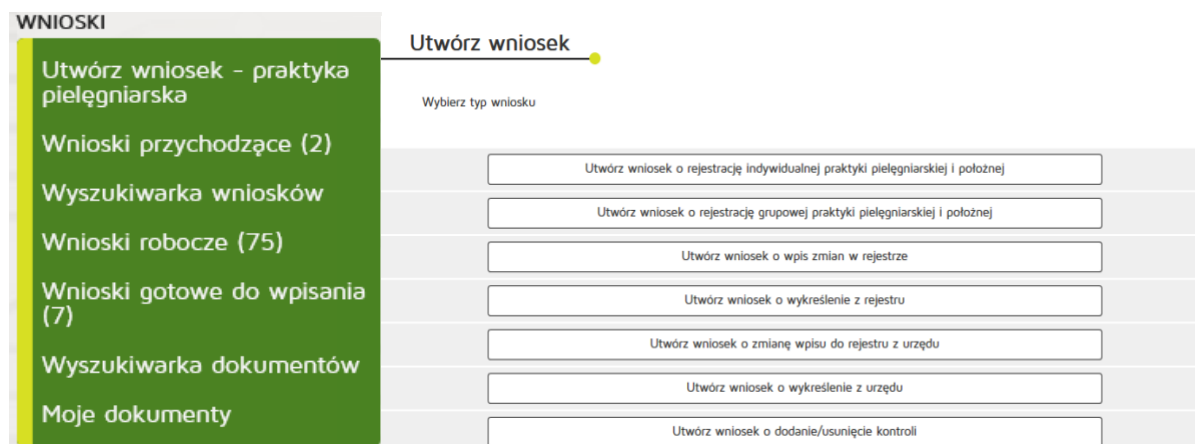 WNIOSKI
Utwórz wniosek - praktyka
pielęgniarska
Wnioski przychodzące (2)
Wyszukiwarka wniosków
Wnioski robocze (75)
Wnioski gotowe do wpisania
(7)
Wyszukiwarka dokumentów
Moje dokumenty
Utwórz wniosek
Wybierz typ wniosku
Utwórz wniosek o rejestrację indywidualnej praktyki pielęgniarskiej i położnej
Utwórz wniosek o rejestrację grupowej praktyki pielęgniarskiej i położnej
Utwórz wniosek o wpis zmian w rejestrze
Utwórz wniosek o wykreślenie z rejestru
Utwórz wniosek o zmianę wpisu do rejestru z urzędu
Utwórz wniosek o wykreślenie z urzędu
Utwórz wniosek o dodanie/usunięcie kontroli